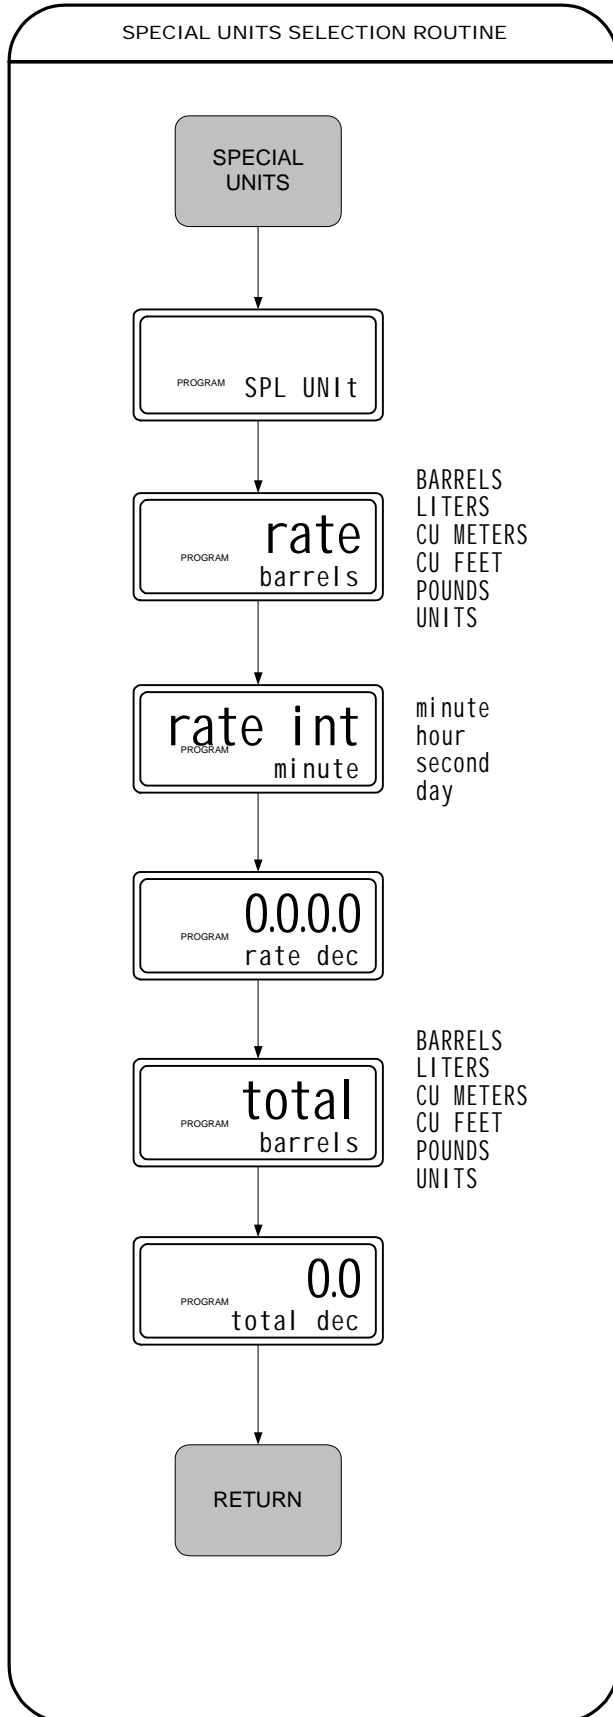 SPECIAL UNITS SELECTION ROUTINE
SPECIAL
UNITS
PROGRAM SPL UNIt
rate
PROGRAM
barrels
BARRELS
LITERS
CU METERS
CU FEET
POUNDS
UNITS
rate int
PROGRAM
minute
minute
hour
second
day
0.0.0.0
PROGRAM
rate dec
total
PROGRAM
barrels
BARRELS
LITERS
CU METERS
CU FEET
POUNDS
UNITS
0.0
PROGRAM
total dec
RETURN